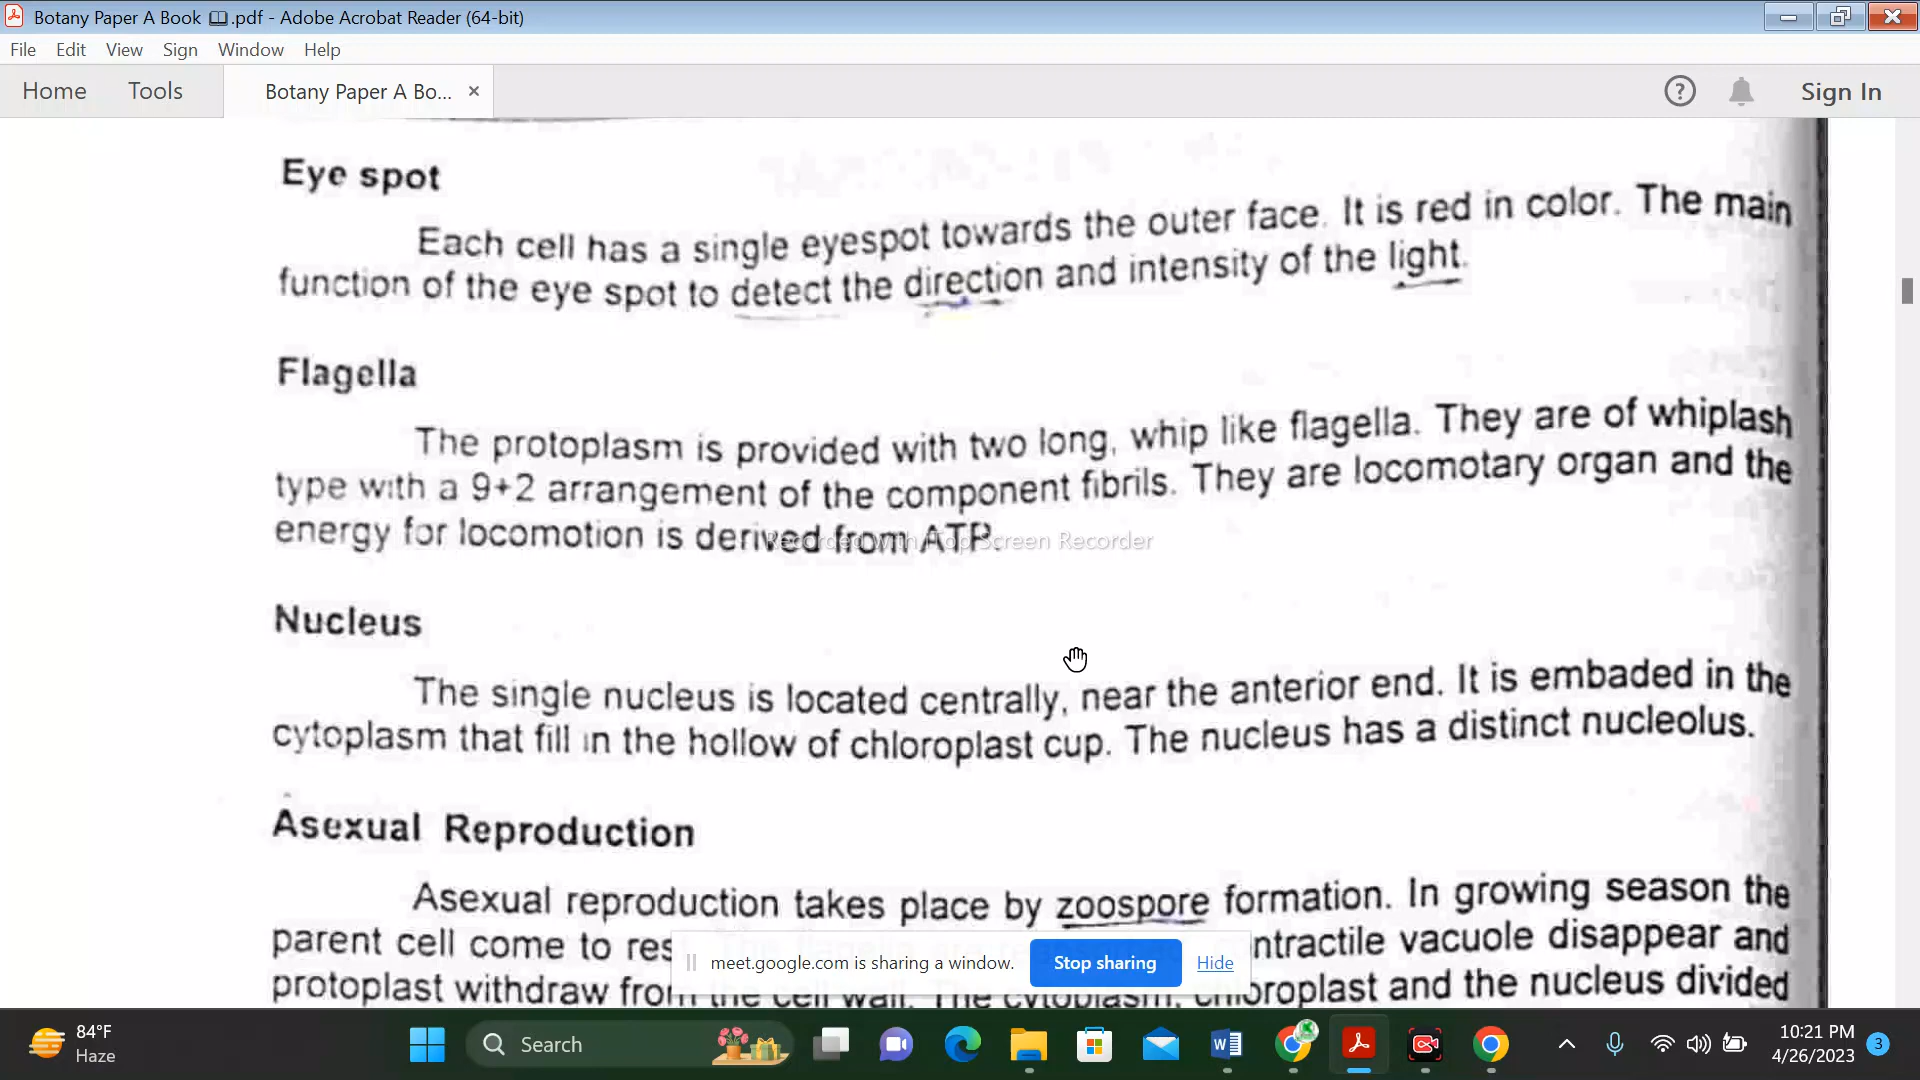 Botany Paper A Book 📖.pdf - Adobe Acrobat Reader (64-bit)
File Edit View Sign Window Help
Home Tools Botany Paper A Bo... × ? Sign In
Eye spot
Each cell has a single eyespot towards the outer face. It is red in color. The main
function of the eye spot to detect the direction and intensity of the light.
Flagella
The protoplasm is provided with two long, whip like flagella. They are of whiplash
type with a 9+2 arrangement of the component fibrils. They are locomotary organ and the
energy for locomotion is derived from ATP.
Recorded with iTop Screen Recorder
Nucleus
The single nucleus is located centrally, near the anterior end. It is embaded in the
cytoplasm that fill in the hollow of chloroplast cup. The nucleus has a distinct nucleolus.
Asexual Reproduction
Asexual reproduction takes place by zoospore formation. In growing season the
parent cell come to vacuole disappear and
meet.google.com is sharing a window. Stop sharing Hide
protoplast withdraw from the cell wall. The cytoplasm, chloroplast and the nucleus divided
84°F
Haze
Search
10:21 PM
4/26/2023
3